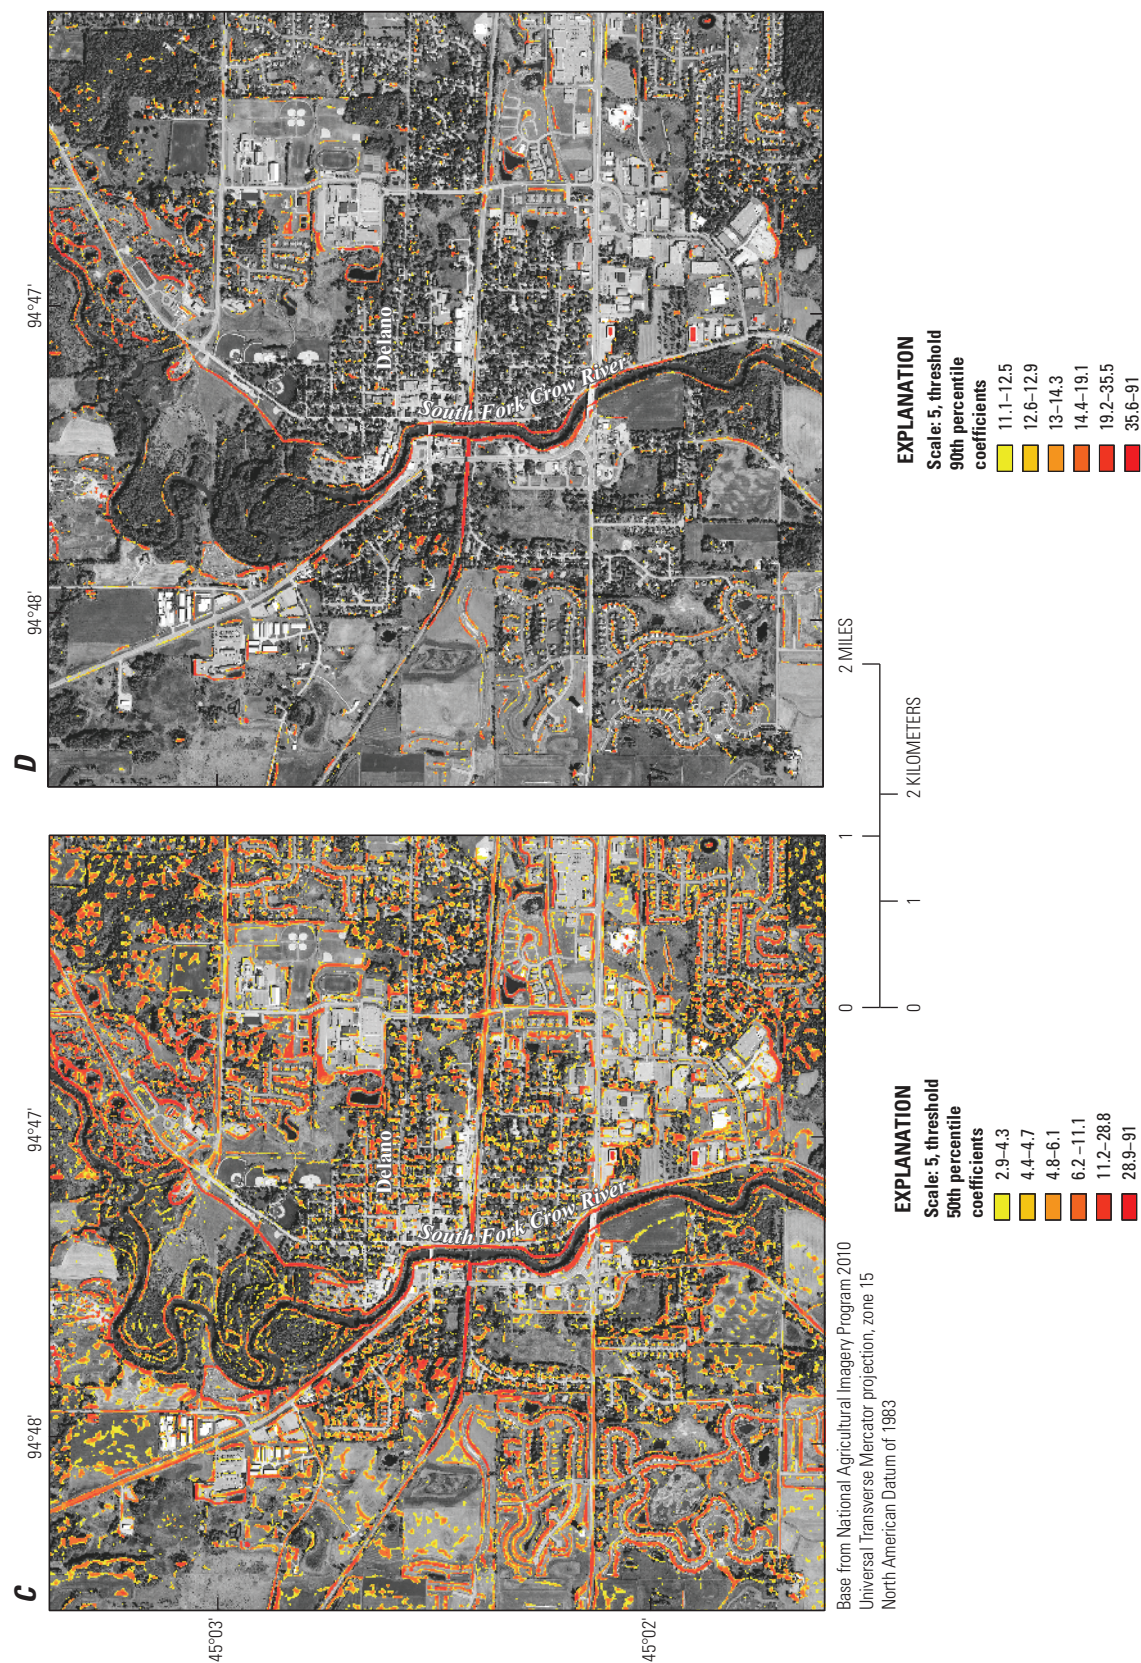 C
94°48'
94°47'
45°03'
45°02'
Delano
South Fork Crow River
D
94°48'
94°47'
Delano
South Fork Crow River
Base from National Agricultural Imagery Program 2010
Universal Transverse Mercator projection, zone 15
North American Datum of 1983
0 1 2 MILES
0 1 2 KILOMETERS
EXPLANATION
Scale: 5, threshold
50th percentile
coefficients
2.9–4.3
4.4–4.7
4.8–6.1
6.2–11.1
11.2–28.8
28.9–91
EXPLANATION
Scale: 5, threshold
90th percentile
coefficients
11.1–12.5
12.6–12.9
13–14.3
14.4–19.1
19.2–35.5
35.6–91